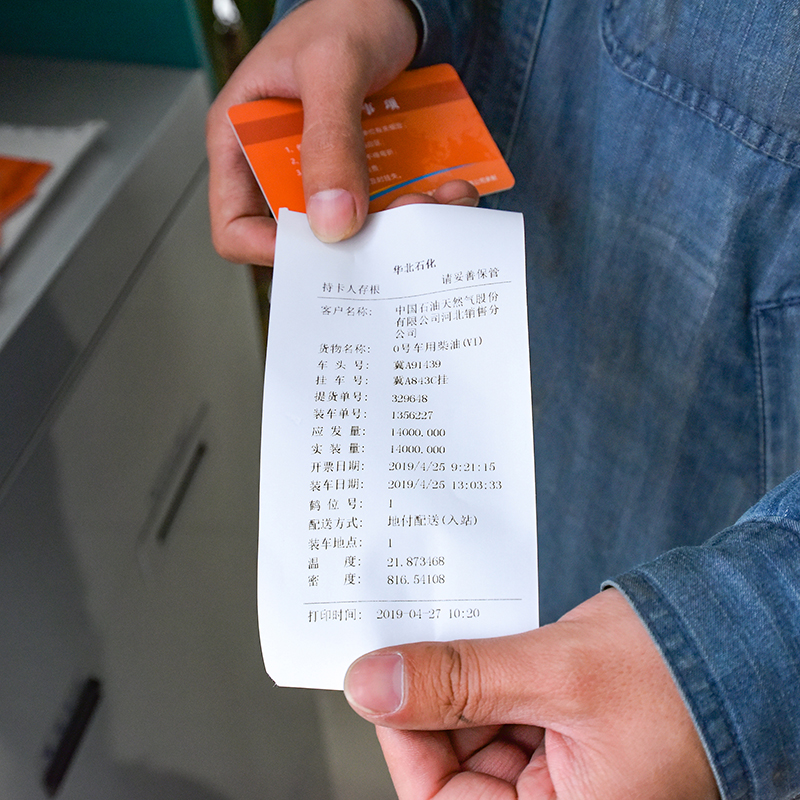 华北石化
持卡人存根 请妥善保管
客户名称: 中国石油天然气股份
有限公司河北销售分
公司
货物名称: 0号车用柴油(VI)
车头号: 冀A91439
挂车号: 冀A843C挂
提货单号: 329648
装车单号: 1356227
应发量: 14000.000
实装量: 14000.000
开票日期: 2019/4/25 9:21:15
装车日期: 2019/4/25 13:03:33
鹤位号: 1
配送方式: 地付配送(入站)
装车地点: 1
温度: 21.873468
密度: 816.54108
打印时间: 2019-04-27 10:20